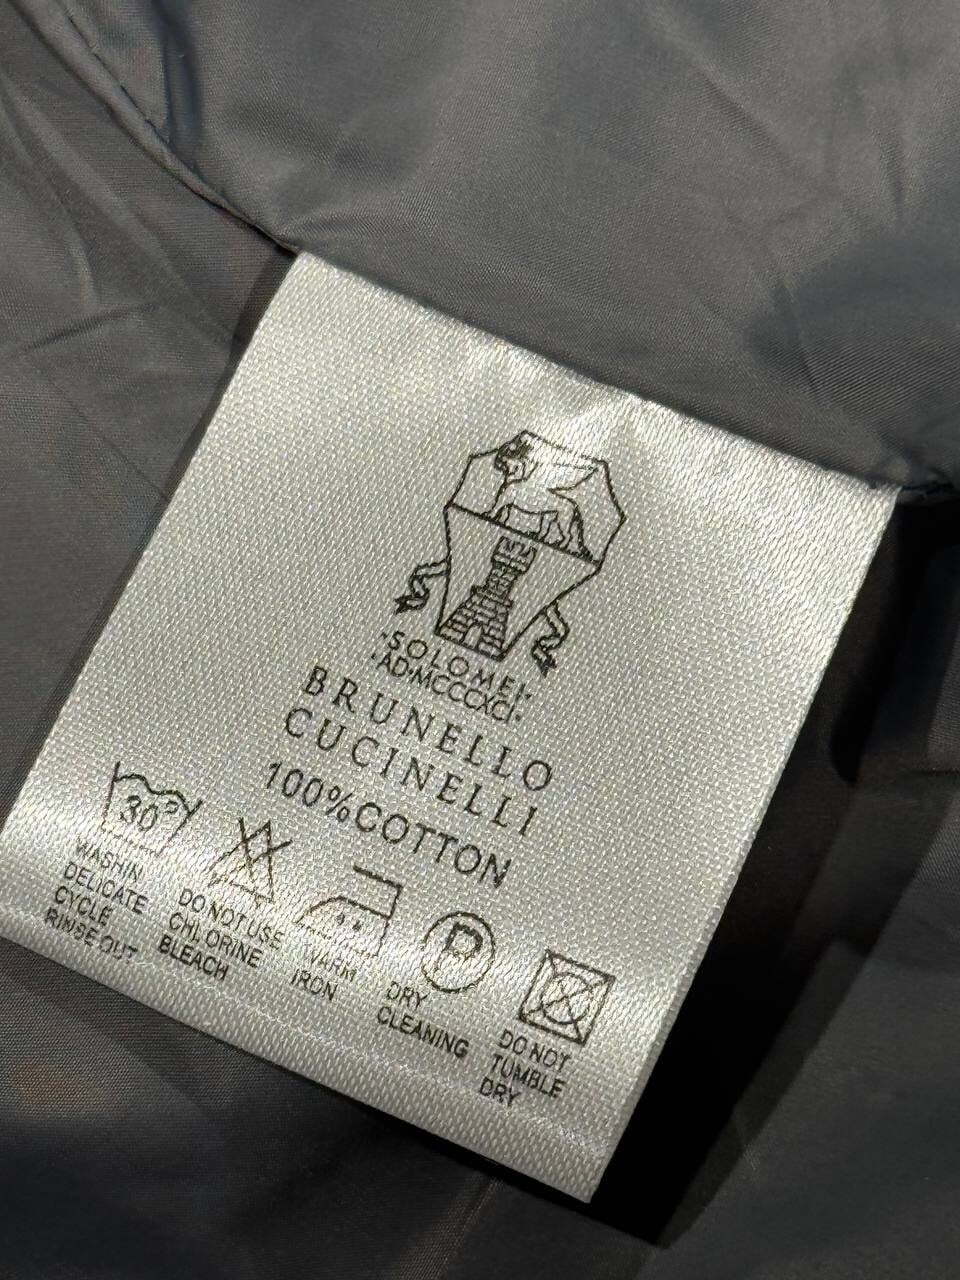 ·SOLOMEI·
·AD·MCCCXCI·
BRUNELLO
CUCINELLI
100%COTTON
30°
WASHIN
DELICATE
CYCLE
RINSE OUT
DO NOT USE
CHLORINE
BLEACH
WARM
IRON
P
DRY
CLEANING
DO NOT
TUMBLE
DRY